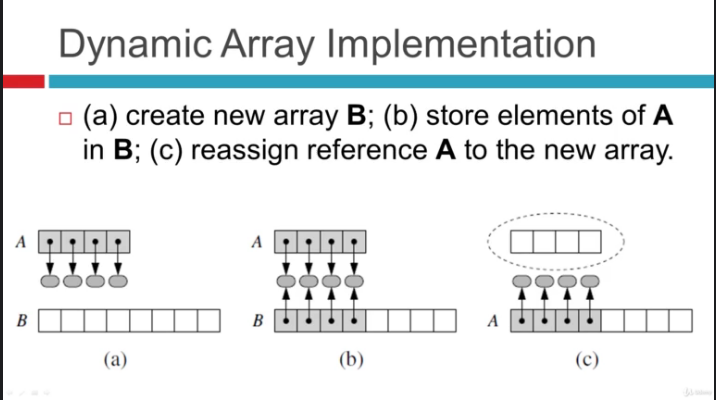 Dynamic Array Implementation
(a) create new array B; (b) store elements of A
in B; (c) reassign reference A to the new array.
A
A
B
B
A
(a)
(b)
(c)